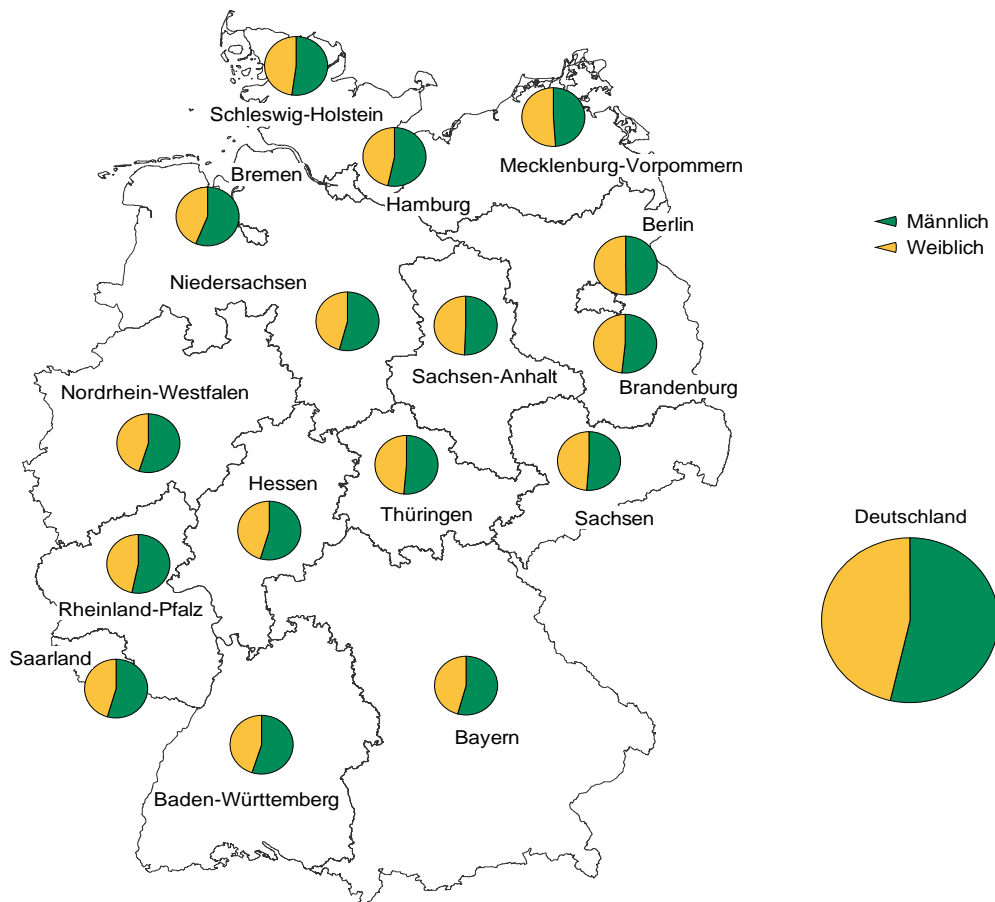 Schleswig-Holstein
Mecklenburg-Vorpommern
Bremen
Hamburg
Berlin
Männlich
Weiblich
Niedersachsen
Sachsen-Anhalt
Brandenburg
Nordrhein-Westfalen
Hessen
Thüringen
Sachsen
Deutschland
Rheinland-Pfalz
Saarland
Bayern
Baden-Württemberg